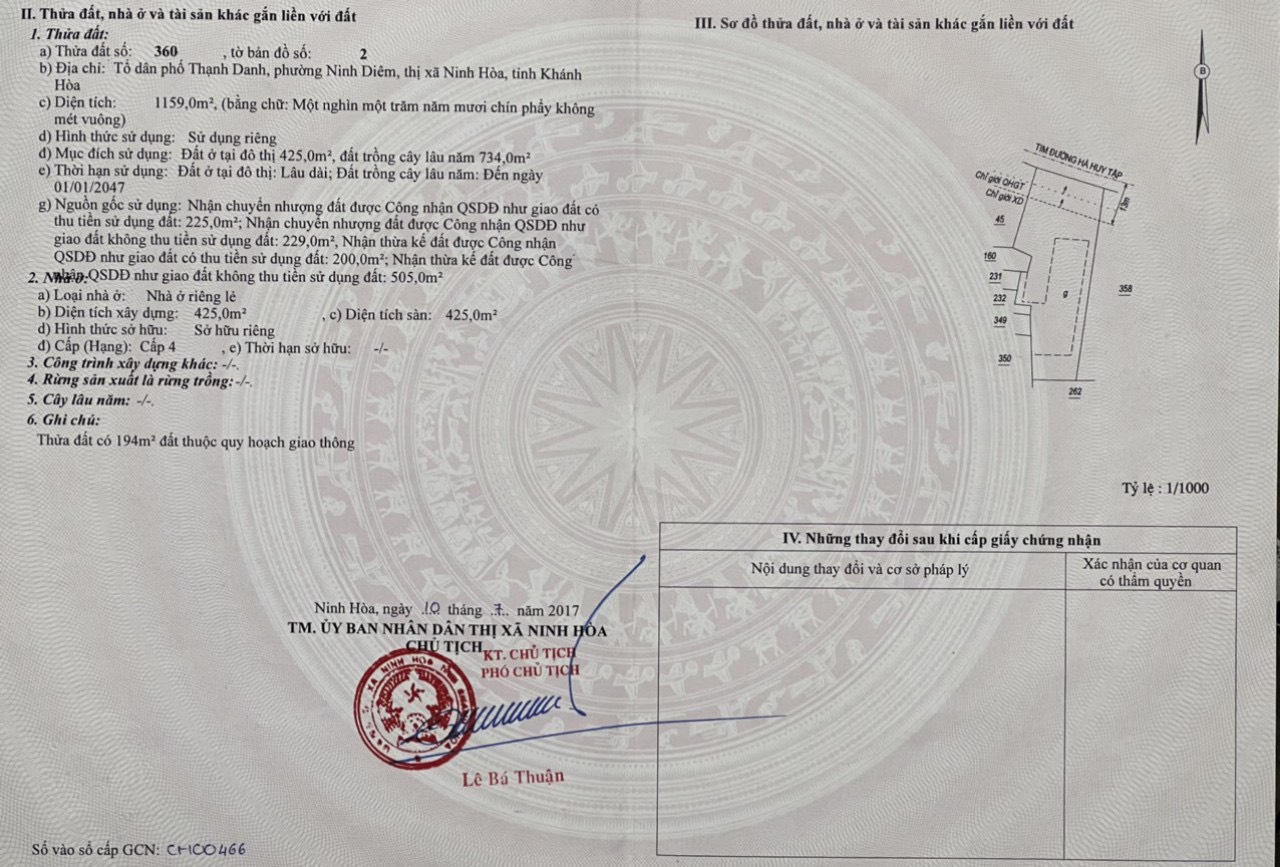 II. Thửa đất, nhà ở và tài sản khác gắn liền với đất
1. Thửa đất:
a) Thửa đất số: 360 , tờ bản đồ số: 2
b) Địa chỉ: Tổ dân phố Thạnh Danh, phường Ninh Diêm, thị xã Ninh Hòa, tỉnh Khánh
Hòa
c) Diện tích: 1159,0m², (bằng chữ: Một nghìn một trăm năm mươi chín phẩy không
mét vuông)
d) Hình thức sử dụng: Sử dụng riêng
đ) Mục đích sử dụng: Đất ở tại đô thị 425,0m², đất trồng cây lâu năm 734,0m²
e) Thời hạn sử dụng: Đất ở tại đô thị: Lâu dài; Đất trồng cây lâu năm: Đến ngày
01/01/2047
g) Nguồn gốc sử dụng: Nhận chuyển nhượng đất được Công nhận QSDĐ như giao đất có
thu tiền sử dụng đất: 225,0m²; Nhận chuyển nhượng đất được Công nhận QSDĐ như
giao đất không thu tiền sử dụng đất: 229,0m², Nhận thừa kế đất được Công nhận
QSDĐ như giao đất có thu tiền sử dụng đất: 200,0m²; Nhận thừa kế đất được Công
nhận QSDĐ như giao đất không thu tiền sử dụng đất: 505,0m²
2. Nhà ở:
a) Loại nhà ở: Nhà ở riêng lẻ
b) Diện tích xây dựng: 425,0m² , c) Diện tích sàn: 425,0m²
d) Hình thức sở hữu: Sở hữu riêng
đ) Cấp (Hạng): Cấp 4 , e) Thời hạn sở hữu: -/-
3. Công trình xây dựng khác: -/-.
4. Rừng sản xuất là rừng trồng: -/-.
5. Cây lâu năm: -/-.
6. Ghi chú:
Thửa đất có 194m² đất thuộc quy hoạch giao thông
Ninh Hòa, ngày 10 tháng 7 năm 2017
TM. ỦY BAN NHÂN DÂN THỊ XÃ NINH HÒA
CHỦ TỊCH
KT. CHỦ TỊCH
PHÓ CHỦ TỊCH
Lê Bá Thuận
Số vào sổ cấp GCN: CH00466
III. Sơ đồ thửa đất, nhà ở và tài sản khác gắn liền với đất
B
TIM ĐƯỜNG HÀ HUY TẬP
Chỉ giới QHGT
Chỉ giới XD
13m
45
160
231
232
349
350
g
358
262
Tỷ lệ : 1/1000
IV. Những thay đổi sau khi cấp giấy chứng nhận
Nội dung thay đổi và cơ sở pháp lý
Xác nhận của cơ quan
có thẩm quyền